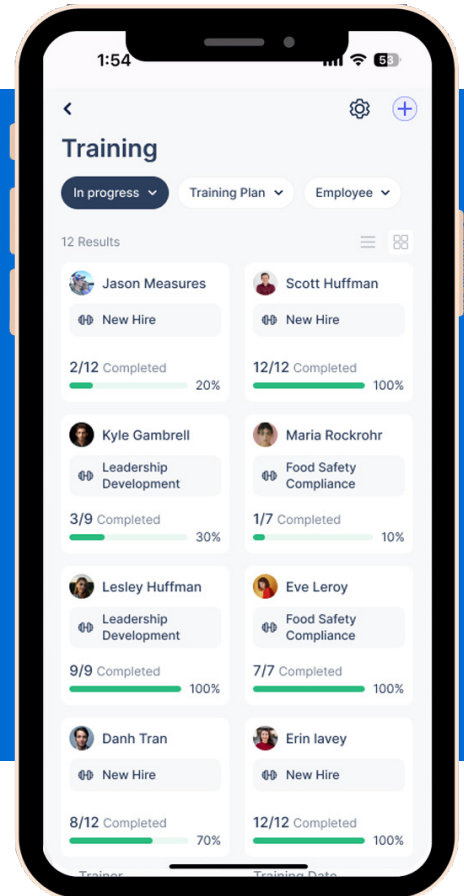 1:54
53
Training
In progress
Training Plan
Employee
12 Results
Jason Measures
New Hire
2/12 Completed
20%
Scott Huffman
New Hire
12/12 Completed
100%
Kyle Gambrell
Leadership
Development
3/9 Completed
30%
Maria Rockrohr
Food Safety
Compliance
1/7 Completed
10%
Lesley Huffman
Leadership
Development
9/9 Completed
100%
Eve Leroy
Food Safety
Compliance
7/7 Completed
100%
Danh Tran
New Hire
8/12 Completed
70%
Erin lavey
New Hire
12/12 Completed
100%
Trainer
Training Date